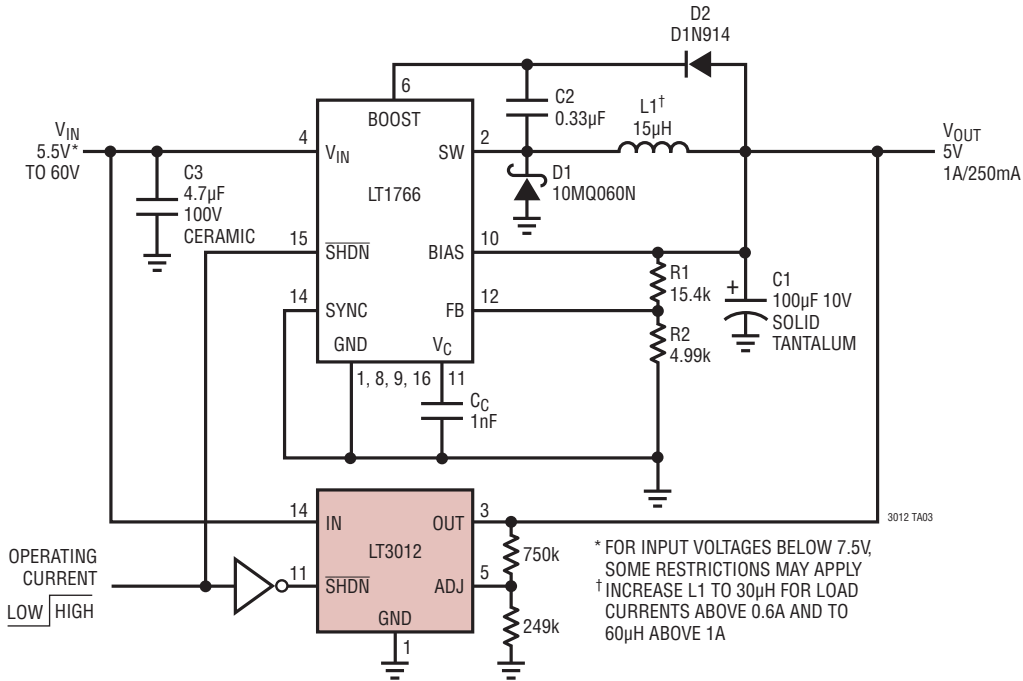 D2
D1N914
6
BOOST
C2
0.33µF
L1†
15µH
VIN
5.5V*
TO 60V
4
VIN
2
SW
VOUT
5V
1A/250mA
C3
4.7µF
100V
CERAMIC
LT1766
D1
10MQ060N
15
SHDN
BIAS
10
R1
15.4k
+
C1
100µF 10V
SOLID
TANTALUM
14
SYNC
FB
12
R2
4.99k
GND
VC
1, 8, 9, 16
11
CC
1nF
14
IN
OUT
3
3012 TA03
LT3012
750k
OPERATING
CURRENT
LOW HIGH
11
SHDN
ADJ
5
GND
1
249k
* FOR INPUT VOLTAGES BELOW 7.5V,
SOME RESTRICTIONS MAY APPLY
† INCREASE L1 TO 30µH FOR LOAD
CURRENTS ABOVE 0.6A AND TO
60µH ABOVE 1A